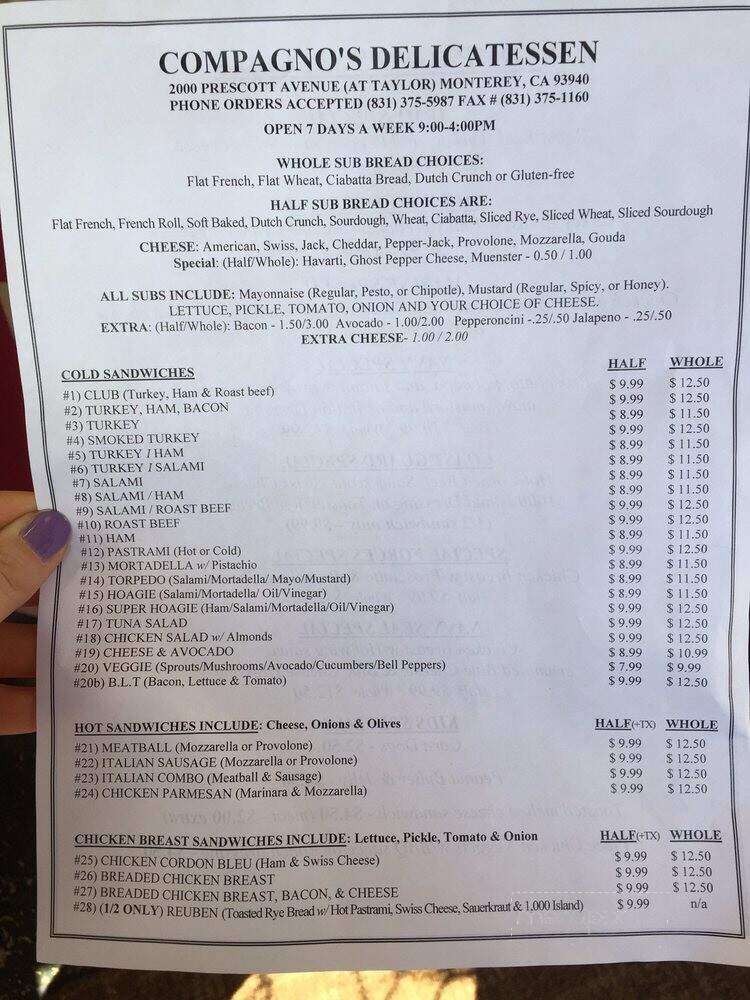 COMPAGNO'S DELICATESSEN
2000 PRESCOTT AVENUE (AT TAYLOR) MONTEREY, CA 93940
PHONE ORDERS ACCEPTED (831) 375-5987 FAX # (831) 375-1160
OPEN 7 DAYS A WEEK 9:00-4:00PM
WHOLE SUB BREAD CHOICES:
Flat French, Flat Wheat, Ciabatta Bread, Dutch Crunch or Gluten-free
HALF SUB BREAD CHOICES ARE:
Flat French, French Roll, Soft Baked, Dutch Crunch, Sourdough, Wheat, Ciabatta, Sliced Rye, Sliced Wheat, Sliced Sourdough
CHEESE: American, Swiss, Jack, Cheddar, Pepper-Jack, Provolone, Mozzarella, Gouda
Special: (Half/Whole): Havarti, Ghost Pepper Cheese, Muenster - 0.50 / 1.00
ALL SUBS INCLUDE: Mayonnaise (Regular, Pesto, or Chipotle), Mustard (Regular, Spicy, or Honey).
LETTUCE, PICKLE, TOMATO, ONION AND YOUR CHOICE OF CHEESE.
EXTRA: (Half/Whole): Bacon - 1.50/3.00 Avocado - 1.00/2.00 Pepperoncini -.25/.50 Jalapeno - .25/.50
EXTRA CHEESE- 1.00 / 2.00
COLD SANDWICHES HALF WHOLE
#1) CLUB (Turkey, Ham & Roast beef) $ 9.99 $ 12.50
#2) TURKEY, HAM, BACON $ 9.99 $ 12.50
#3) TURKEY $ 8.99 $ 11.50
#4) SMOKED TURKEY $ 9.99 $ 12.50
#5) TURKEY / HAM $ 8.99 $ 11.50
#6) TURKEY / SALAMI $ 8.99 $ 11.50
#7) SALAMI $ 8.99 $ 11.50
#8) SALAMI / HAM $ 8.99 $ 11.50
#9) SALAMI / ROAST BEEF $ 9.99 $ 12.50
#10) ROAST BEEF $ 9.99 $ 12.50
#11) HAM $ 8.99 $ 11.50
#12) PASTRAMI (Hot or Cold) $ 9.99 $ 12.50
#13) MORTADELLA w/ Pistachio $ 8.99 $ 11.50
#14) TORPEDO (Salami/Mortadella/ Mayo/Mustard) $ 8.99 $ 11.50
#15) HOAGIE (Salami/Mortadella/ Oil/Vinegar) $ 8.99 $ 11.50
#16) SUPER HOAGIE (Ham/Salami/Mortadella/Oil/Vinegar) $ 9.99 $ 12.50
#17) TUNA SALAD $ 9.99 $ 12.50
#18) CHICKEN SALAD w/ Almonds $ 9.99 $ 12.50
#19) CHEESE & AVOCADO $ 8.99 $ 10.99
#20) VEGGIE (Sprouts/Mushrooms/Avocado/Cucumbers/Bell Peppers) $ 7.99 $ 9.99
#20b) B.L.T (Bacon, Lettuce & Tomato) $ 9.99 $ 12.50
HOT SANDWICHES INCLUDE: Cheese, Onions & Olives HALF(+TX) WHOLE
#21) MEATBALL (Mozzarella or Provolone) $ 9.99 $ 12.50
#22) ITALIAN SAUSAGE (Mozzarella or Provolone) $ 9.99 $ 12.50
#23) ITALIAN COMBO (Meatball & Sausage) $ 9.99 $ 12.50
#24) CHICKEN PARMESAN (Marinara & Mozzarella) $ 9.99 $ 12.50
CHICKEN BREAST SANDWICHES INCLUDE: Lettuce, Pickle, Tomato & Onion HALF(+TX) WHOLE
#25) CHICKEN CORDON BLEU (Ham & Swiss Cheese) $ 9.99 $ 12.50
#26) BREADED CHICKEN BREAST $ 9.99 $ 12.50
#27) BREADED CHICKEN BREAST, BACON, & CHEESE $ 9.99 $ 12.50
#28) (1/2 ONLY) REUBEN (Toasted Rye Bread w/ Hot Pastrami, Swiss Cheese, Sauerkraut & 1,000 Island) $ 9.99 n/a